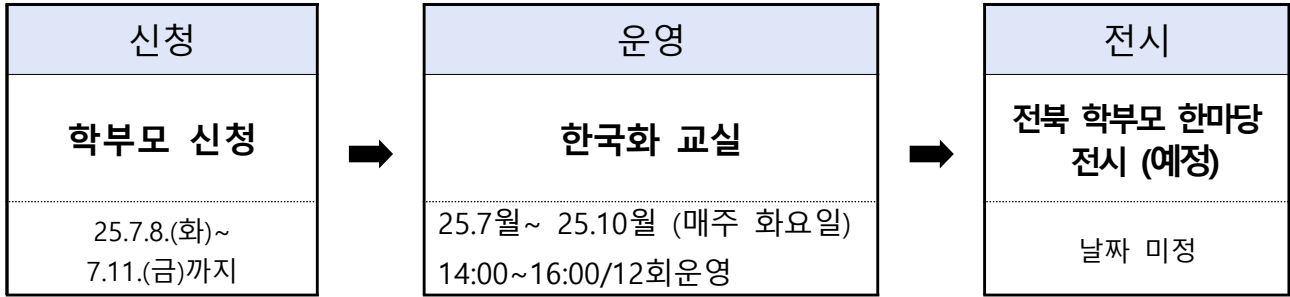 신청
학부모 신청
25.7.8.(화)~
7.11.(금)까지
운영
한국화 교실
25.7월~ 25.10월 (매주 화요일)
14:00~16:00/12회운영
전시
전북 학부모 한마당
전시 (예정)
날짜 미정